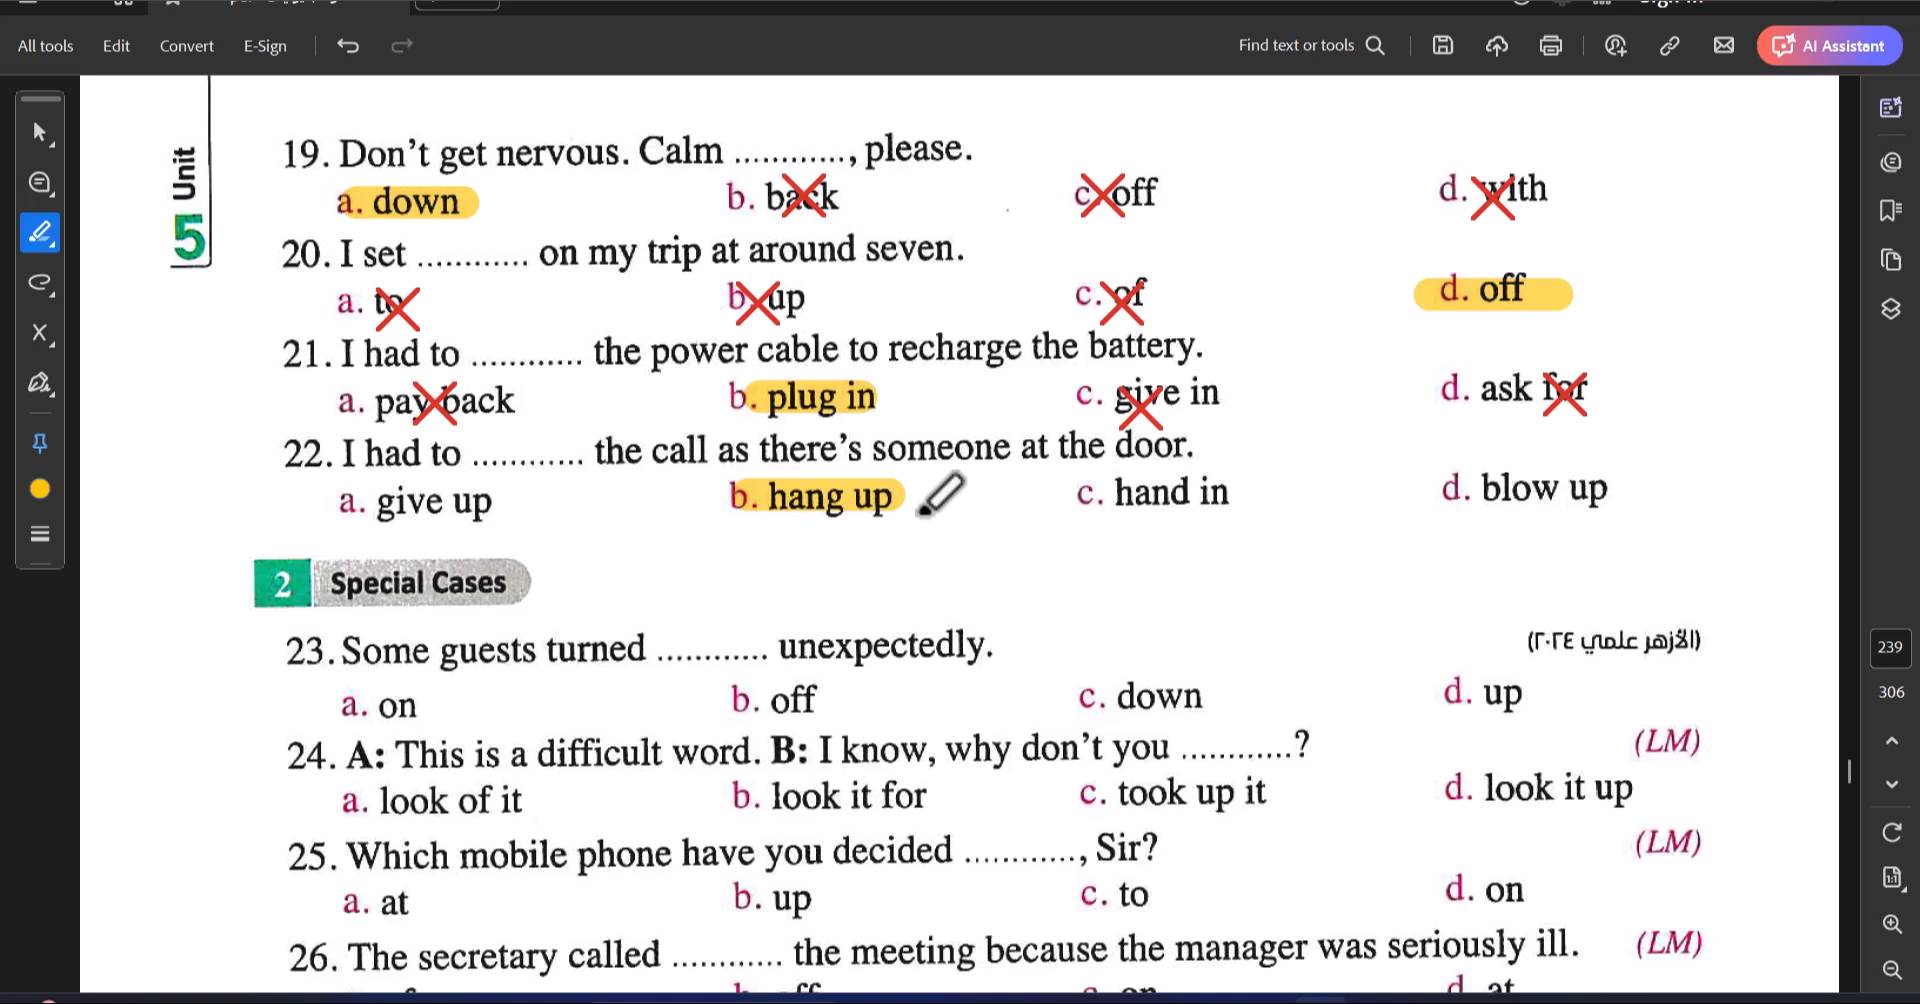 All tools Edit Convert E-Sign Find text or tools AI Assistant
Unit 5
19. Don't get nervous. Calm ............, please.
a. down b. back c. off d. with
20. I set ............ on my trip at around seven.
a. to b. up c. of d. off
21. I had to ............ the power cable to recharge the battery.
a. pay back b. plug in c. give in d. ask for
22. I had to ............ the call as there's someone at the door.
a. give up b. hang up c. hand in d. blow up
2 Special Cases
23. Some guests turned ............ unexpectedly. (الأزهر علمي ٢٠٢٤)
a. on b. off c. down d. up
24. A: This is a difficult word. B: I know, why don't you ............? (LM)
a. look of it b. look it for c. took up it d. look it up
25. Which mobile phone have you decided ............, Sir? (LM)
a. at b. up c. to d. on
26. The secretary called ............ the meeting because the manager was seriously ill. (LM)
d. at
239
306